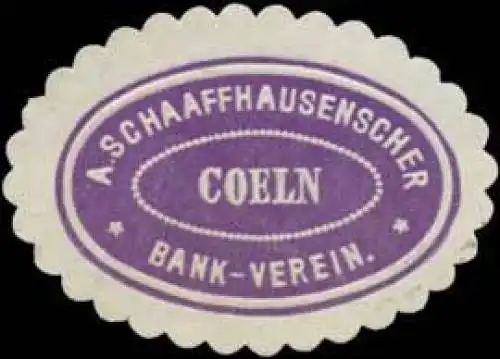 A. SCHAAFFHAUSENSCHER
COELN
* BANK-VEREIN. *